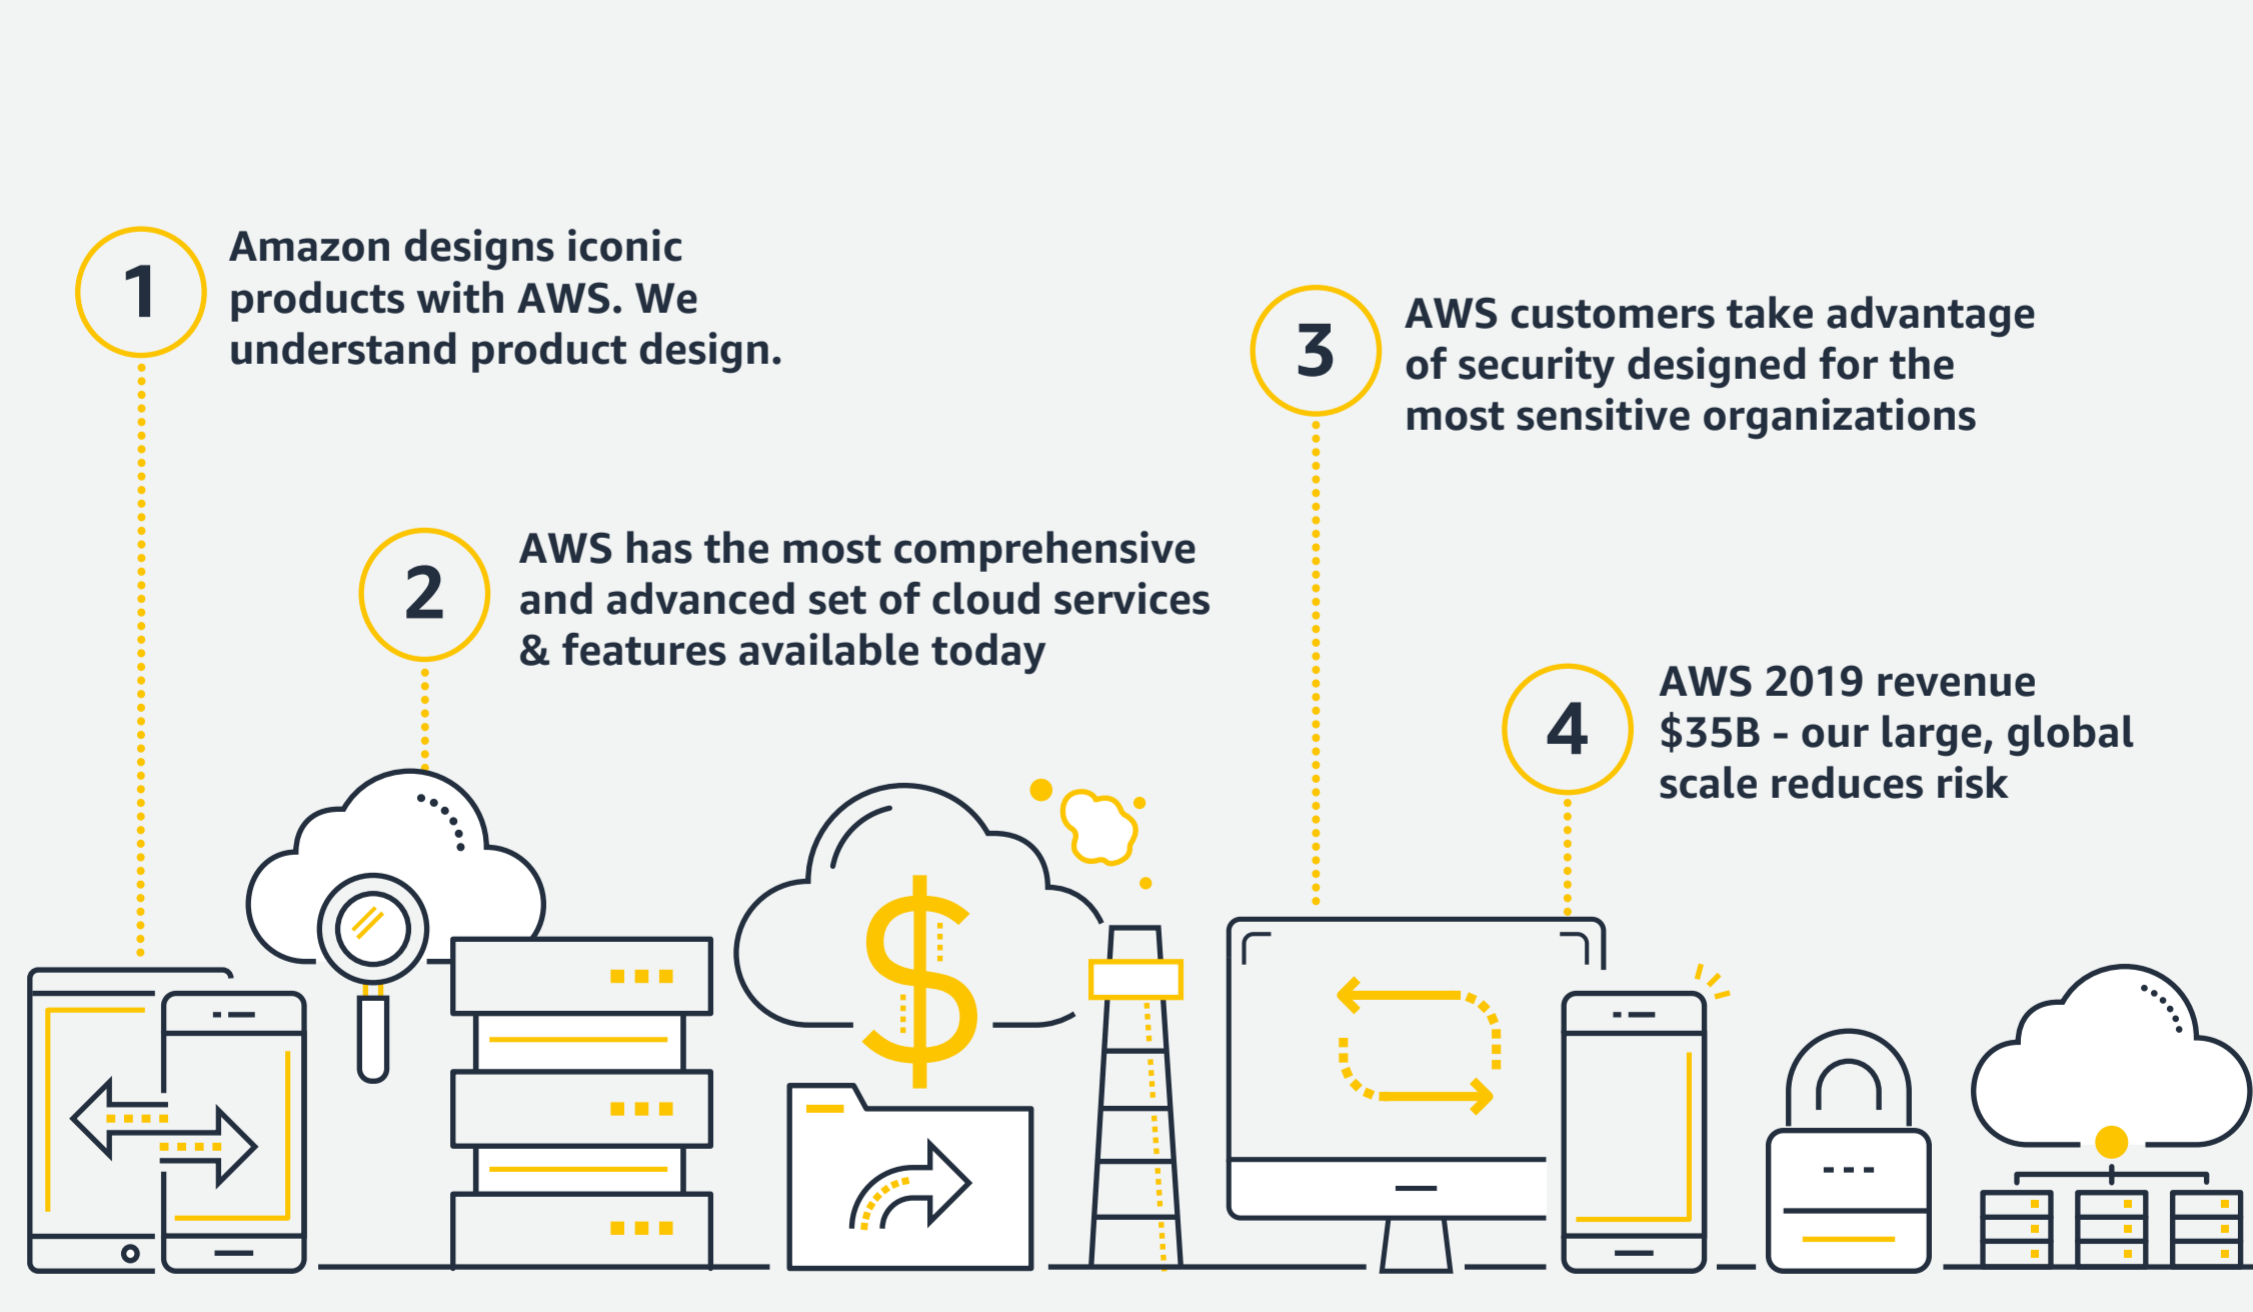 1
Amazon designs iconic
products with AWS. We
understand product design.
2
AWS has the most comprehensive
and advanced set of cloud services
& features available today
3
AWS customers take advantage
of security designed for the
most sensitive organizations
4
AWS 2019 revenue
$35B - our large, global
scale reduces risk
$